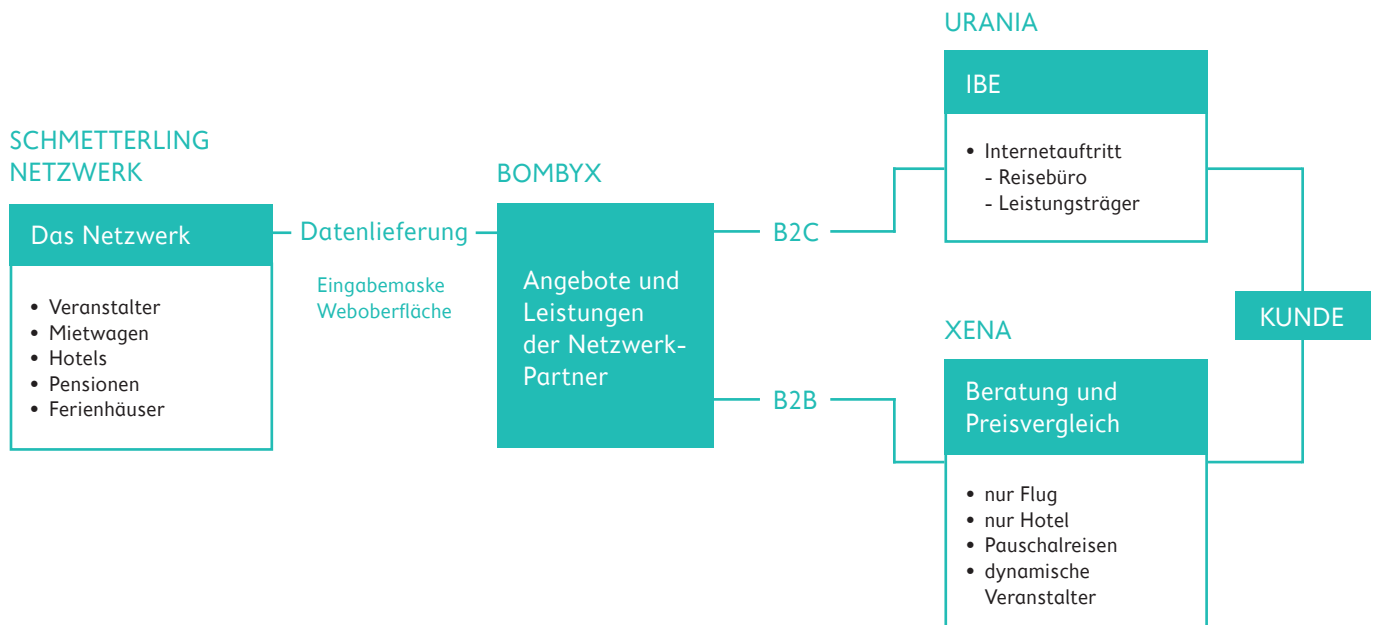 SCHMETTERLING
NETZWERK
Das Netzwerk
• Veranstalter
• Mietwagen
• Hotels
• Pensionen
• Ferienhäuser
Datenlieferung
Eingabemaske
Weboberfläche
BOMBYX
Angebote und
Leistungen
der Netzwerk-
Partner
B2C
B2B
URANIA
IBE
• Internetauftritt
- Reisebüro
- Leistungsträger
XENA
Beratung und
Preisvergleich
• nur Flug
• nur Hotel
• Pauschalreisen
• dynamische
Veranstalter
KUNDE